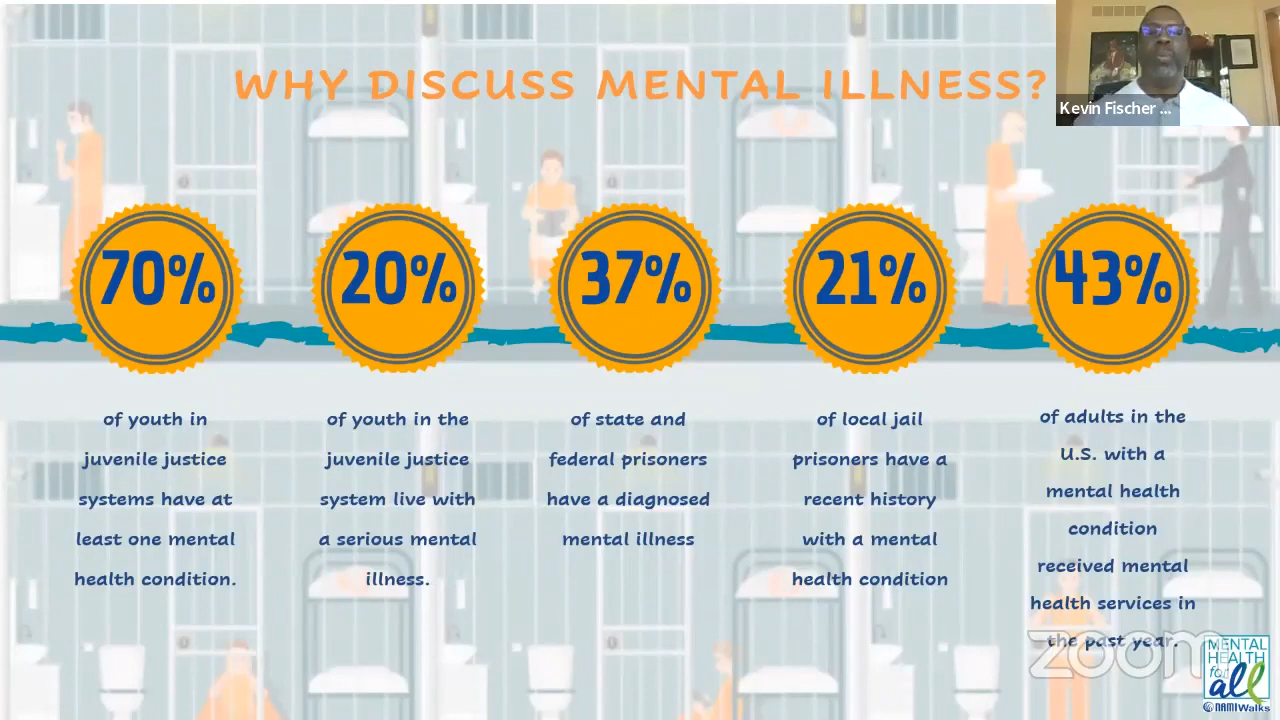 WHY DISCUSS MENTAL ILLNESS?
Kevin Fischer ...
70%
of youth in
juvenile justice
systems have at
least one mental
health condition.
20%
of youth in the
juvenile justice
system live with
a serious mental
illness.
37%
of state and
federal prisoners
have a diagnosed
mental illness
21%
of local jail
prisoners have a
recent history
with a mental
health condition
43%
of adults in the
U.S. with a
mental health
condition
received mental
health services in
the past year.
zoom
MENTAL
HEALTH
for
all
NAMIWalks